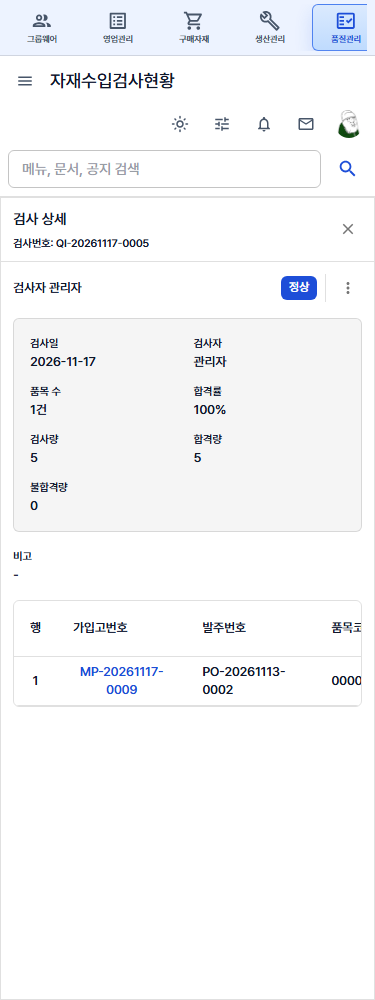 그룹웨어
영업관리
구매자재
생산관리
품질관리
자재수입검사현황
메뉴, 문서, 공지 검색
검사 상세
검사번호: QI-20261117-0005
검사자 관리자
정상
검사일
검사자
2026-11-17
관리자
품목 수
합격률
1건
100%
검사량
합격량
5
5
불합격량
0
비고
-
행
가입고번호
발주번호
품목코
1
MP-20261117-
0009
PO-20261113-
0002
0000